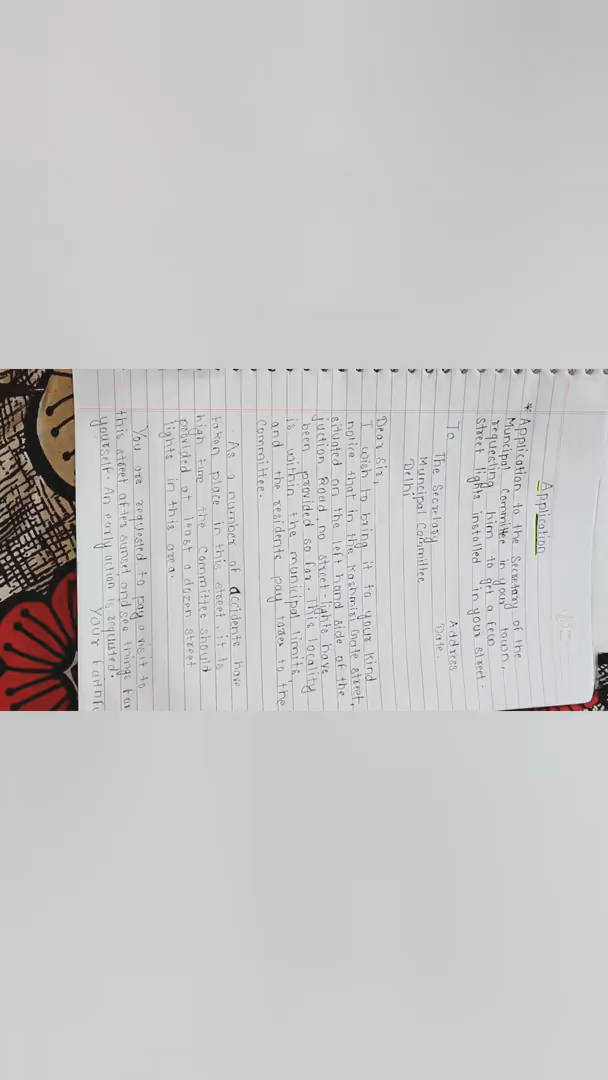 Application
* Application to the Secretary of the
Muncipal Committee in your town,
requesting him to get a few
street lights installed in your street.
Address
Date.
To
The Secretary
Muncipal Committee
Delhi
Dear Sir,
I wish to bring it to your kind
notice that in the Kashmiri Gate street,
situated on the left hand side of the
Juction Road no street-lights have
been provided so far. This locality
is within the municipal limits,
and the residents pay taxes to the
Committee.
As a number of accidents have
taken place in this street, it is
high time the Committee should
provided at least a dozen street
lights in this area.
You are requested to pay a visit to
this street after sunset and see things for
yourself. An early action is requsted.
Your